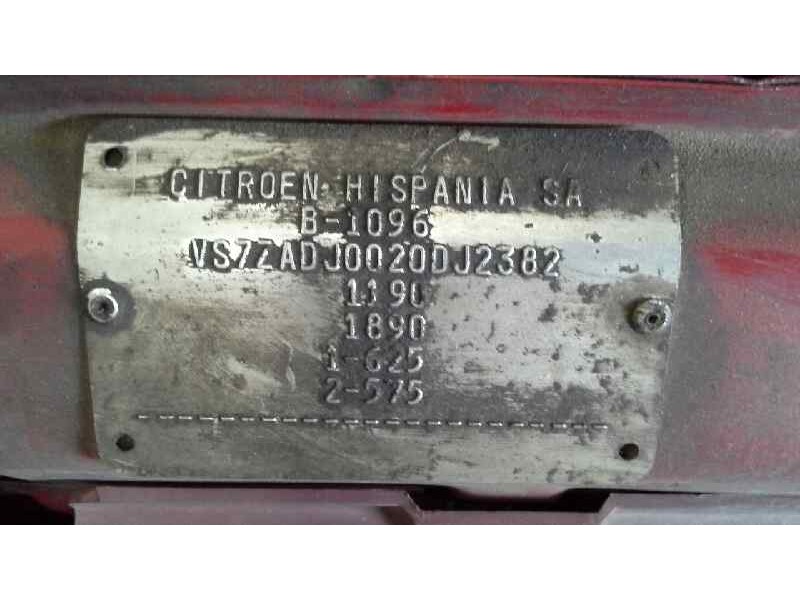 CITROEN HISPANIA SA
B-1096
VS7ZADJ0020DJ2382
1190
1890
1-625
2-575